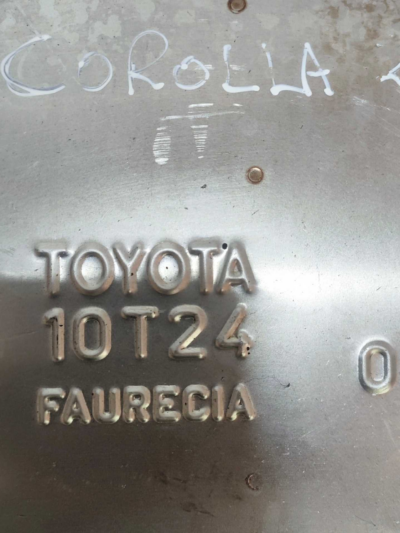 COROLLA
TOYOTA
10T24
0
FAURECIA